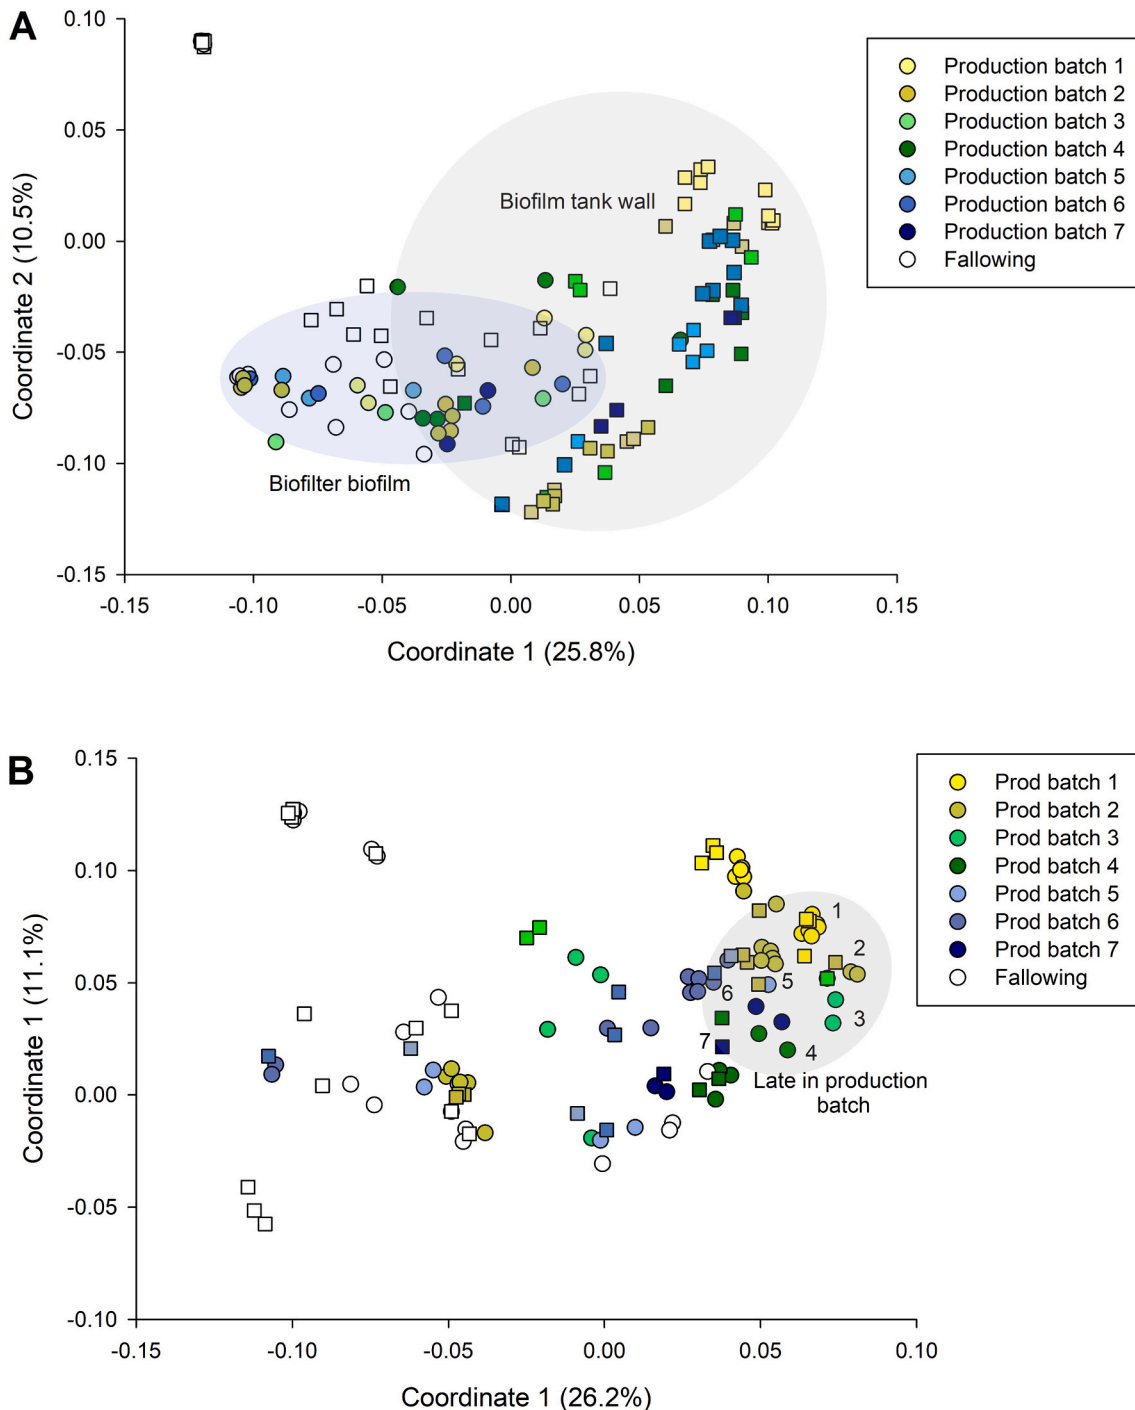 A
0.10
0.05
0.00
-0.05
-0.10
-0.15
Coordinate 2 (10.5%)
Biofilm tank wall
Biofilter biofilm
-0.15 -0.10 -0.05 0.00 0.05 0.10 0.15
Coordinate 1 (25.8%)
Production batch 1
Production batch 2
Production batch 3
Production batch 4
Production batch 5
Production batch 6
Production batch 7
Fallowing
B
0.15
0.10
0.05
0.00
-0.05
-0.10
Coordinate 1 (11.1%)
1
2
5
6
3
7
4
Late in production
batch
-0.15 -0.10 -0.05 0.00 0.05 0.10
Coordinate 1 (26.2%)
Prod batch 1
Prod batch 2
Prod batch 3
Prod batch 4
Prod batch 5
Prod batch 6
Prod batch 7
Fallowing